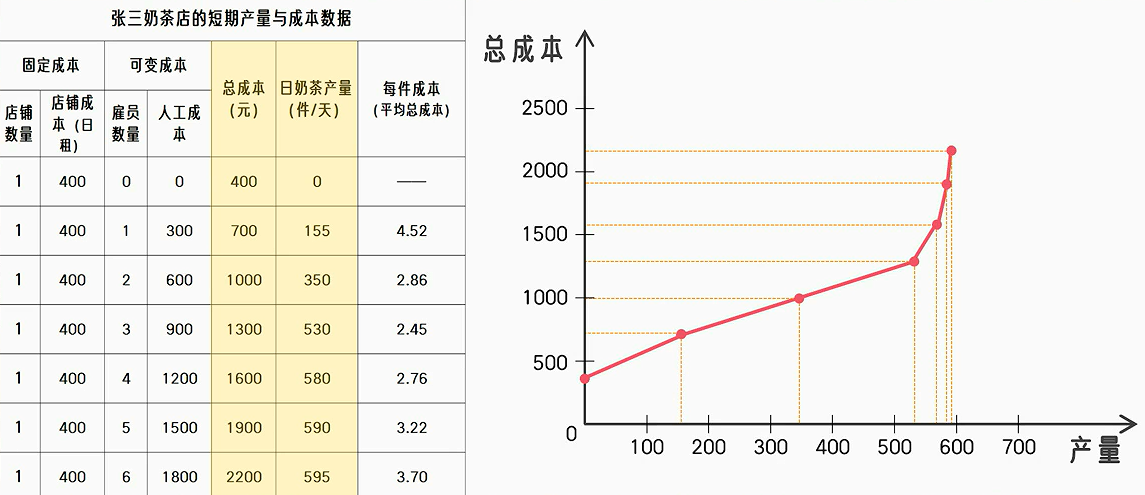 张三奶茶店的短期产量与成本数据
固定成本 可变成本 总成本（元） 日奶茶产量（件/天） 每件成本（平均总成本）
店铺数量 店铺成本（日租） 雇员数量 人工成本
1 400 0 0 400 0 ——
1 400 1 300 700 155 4.52
1 400 2 600 1000 350 2.86
1 400 3 900 1300 530 2.45
1 400 4 1200 1600 580 2.76
1 400 5 1500 1900 590 3.22
1 400 6 1800 2200 595 3.70
总成本
2500
2000
1500
1000
500
0
100 200 300 400 500 600 700
产量